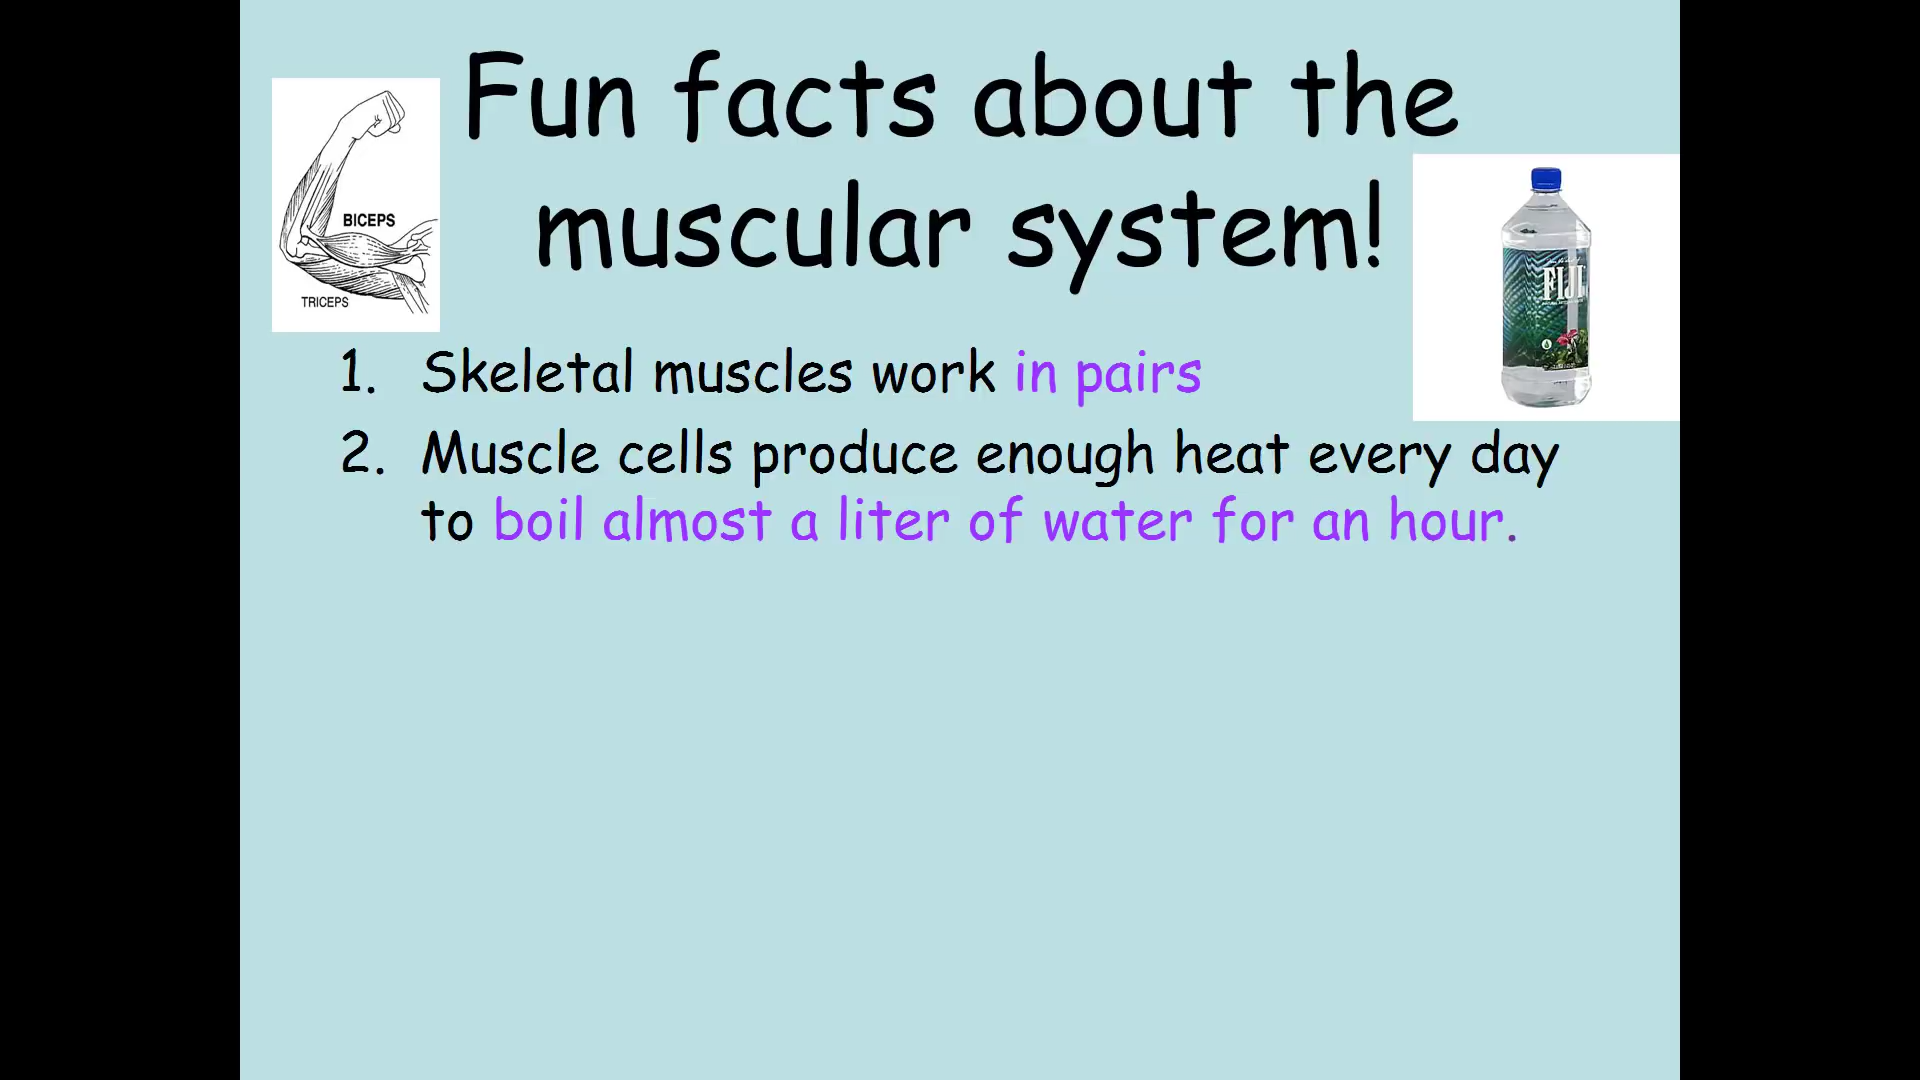 Fun facts about the
muscular system!
BICEPS
TRICEPS
FIJI
1. Skeletal muscles work in pairs
2. Muscle cells produce enough heat every day
to boil almost a liter of water for an hour.